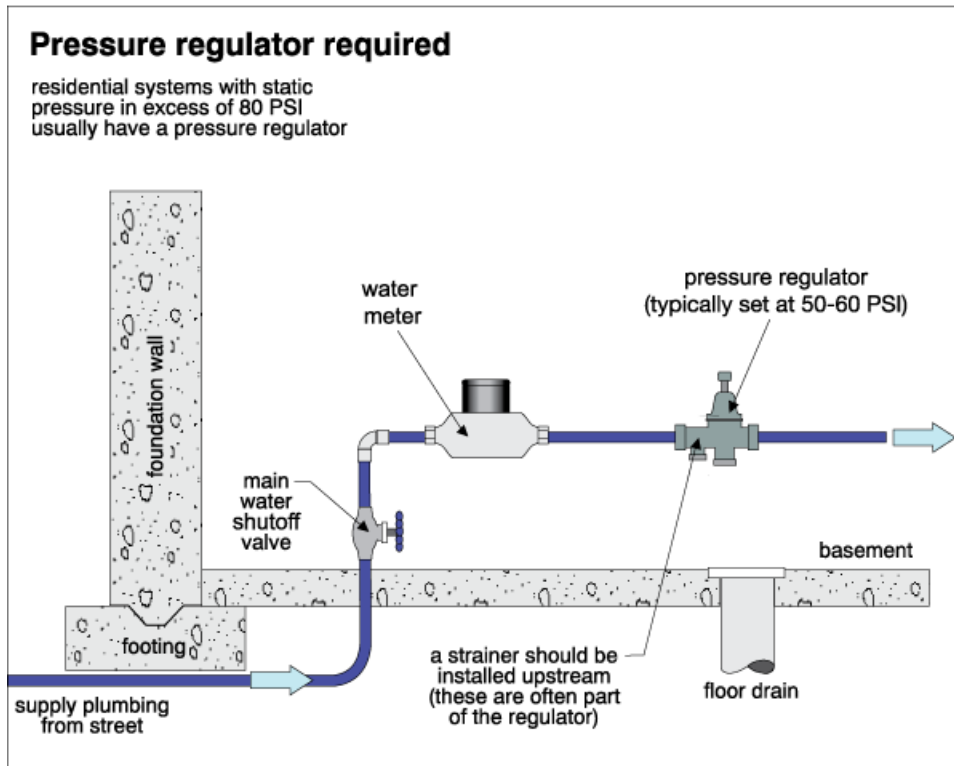 Pressure regulator required
residential systems with static
pressure in excess of 80 PSI
usually have a pressure regulator
pressure regulator
(typically set at 50-60 PSI)
water
meter
foundation wall
main
water
shutoff
valve
basement
footing
a strainer should be
installed upstream
(these are often part
of the regulator)
floor drain
supply plumbing
from street